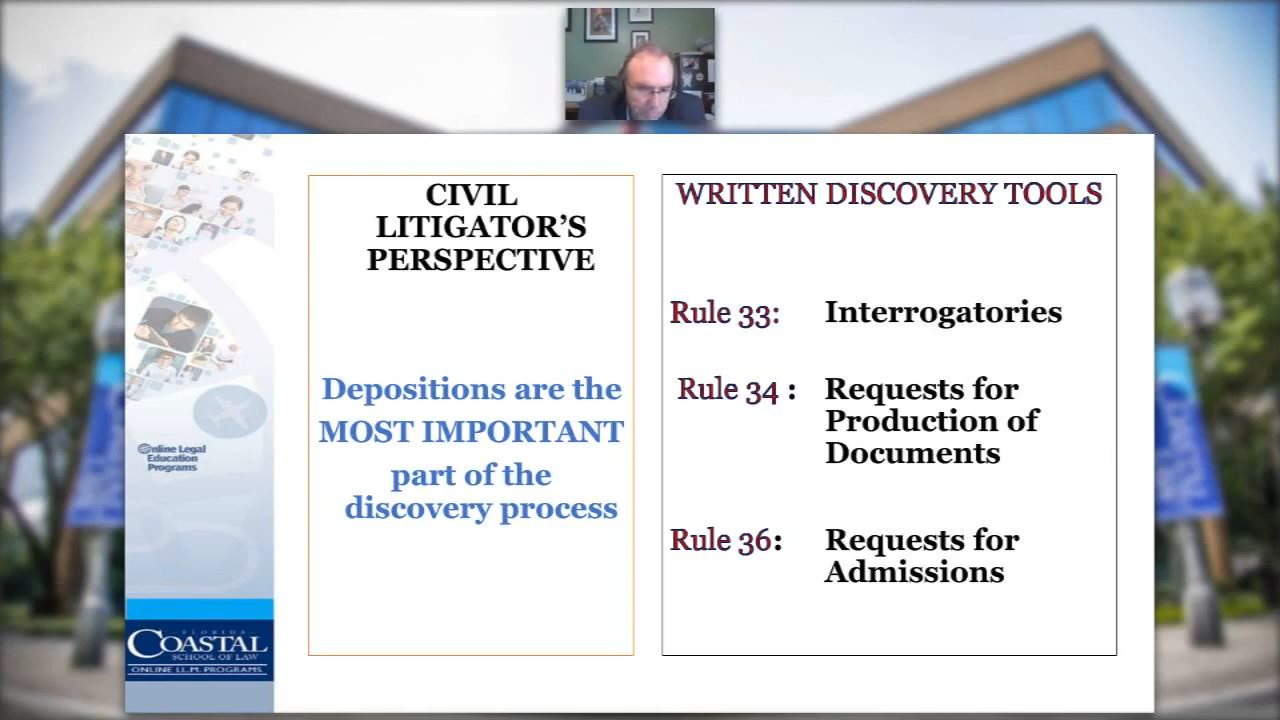 CIVIL
LITIGATOR'S
PERSPECTIVE
Depositions are the
MOST IMPORTANT
part of the
discovery process
WRITTEN DISCOVERY TOOLS
Rule 33: Interrogatories
Rule 34 : Requests for
Production of
Documents
Rule 36: Requests for
Admissions
Online Legal
Education
Programs
FLORIDA
COASTAL
SCHOOL OF LAW
ONLINE LL.M. PROGRAMS